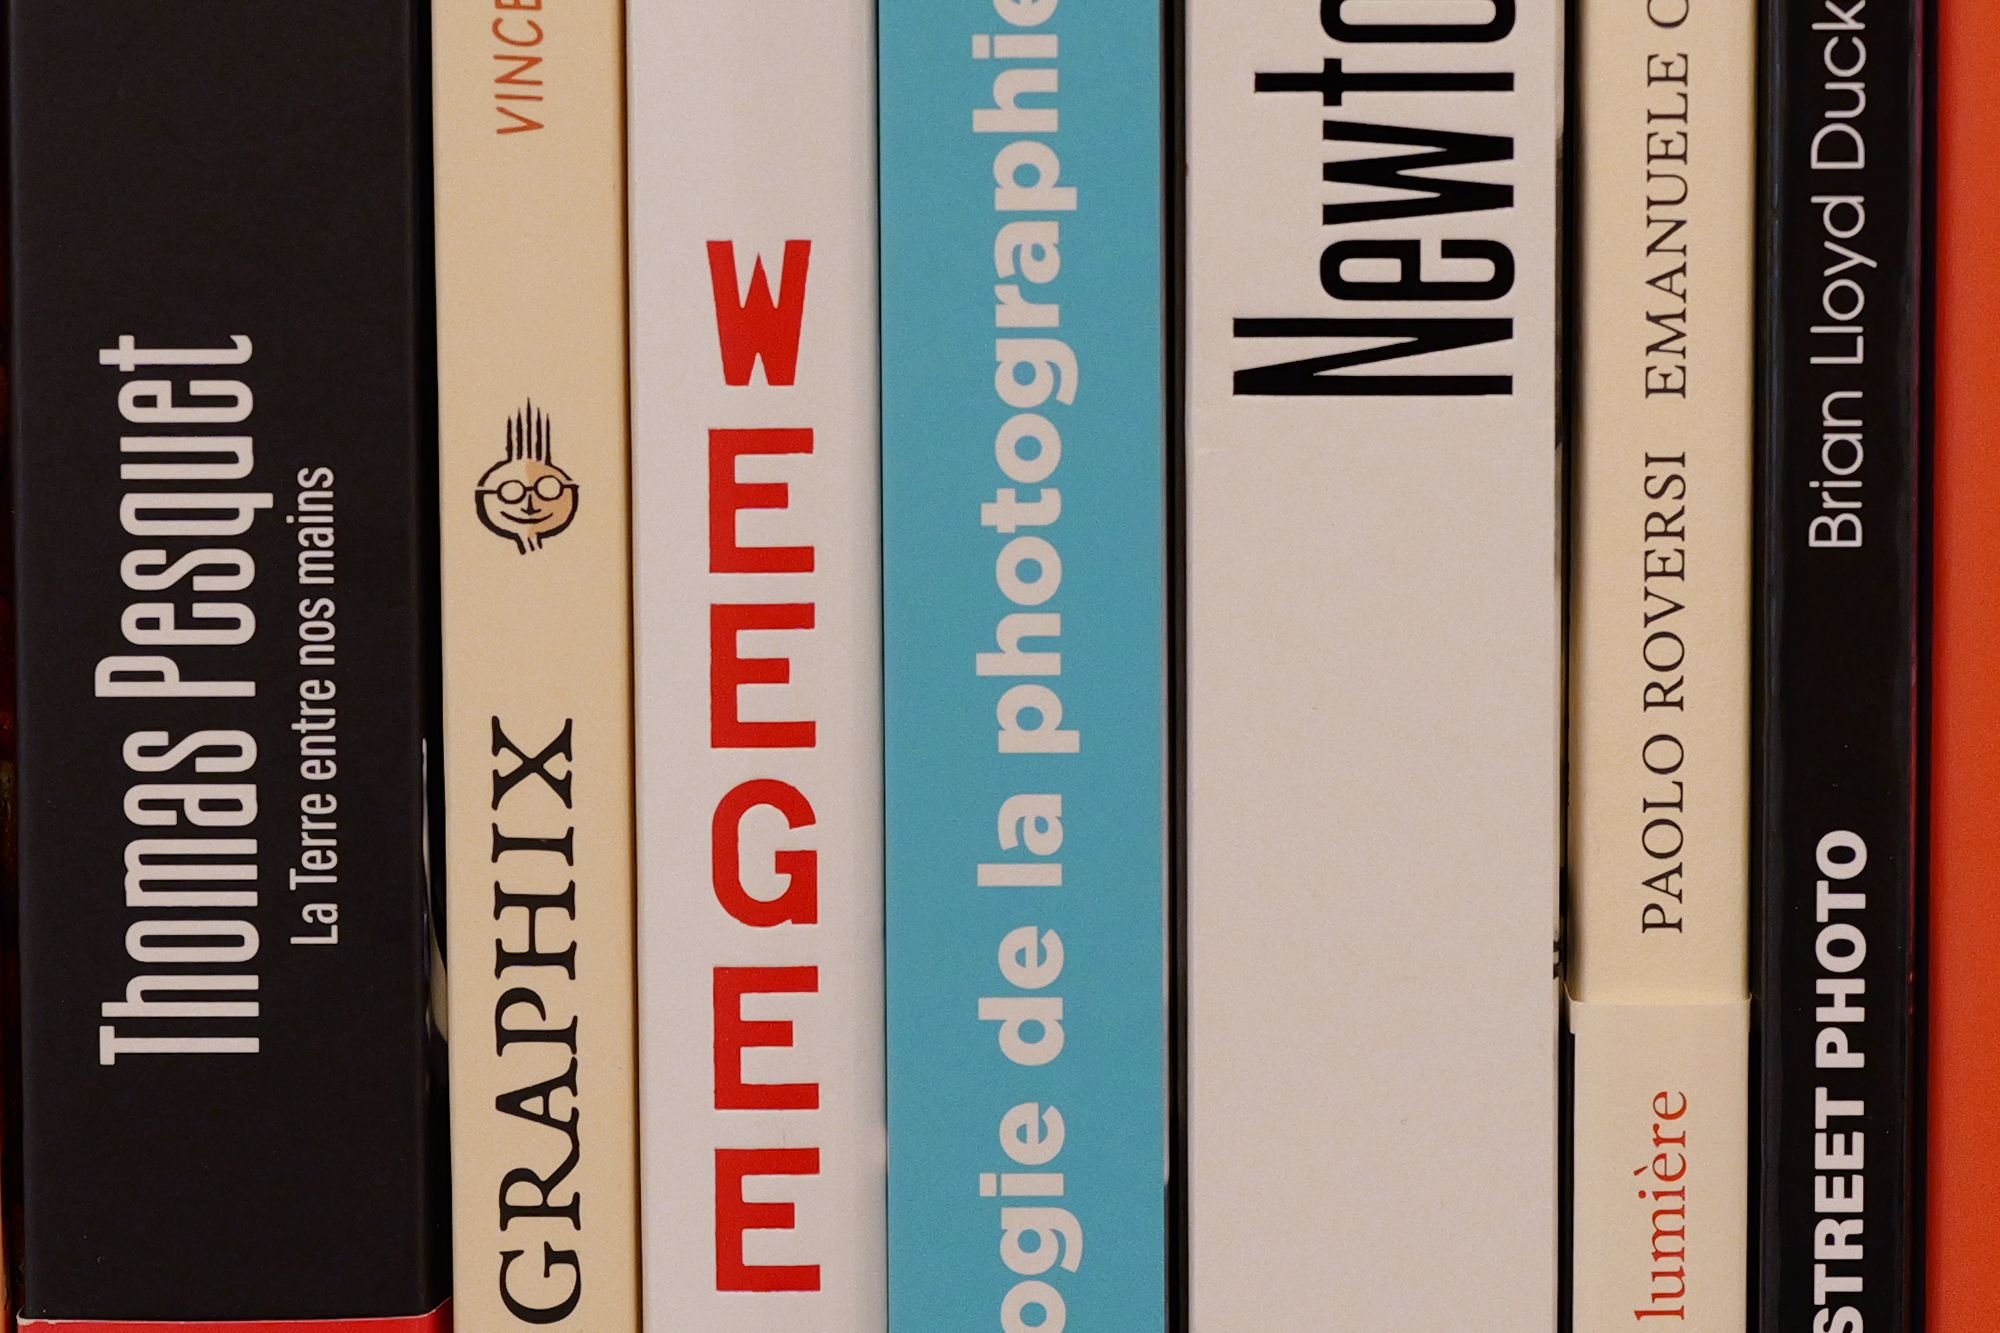 Thomas Pesquet
La Terre entre nos mains
GRAPHIX
VINCE
WEEGEE
ogie de la photographie
Newto
PAOLO ROVERSI EMANUELE C
lumière
STREET PHOTO Brian Lloyd Duck